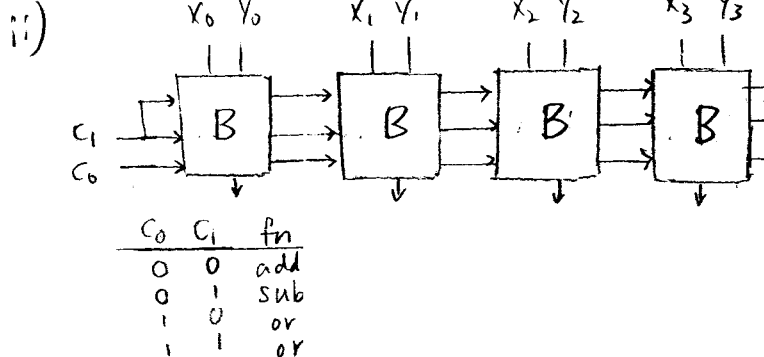 ii)
X₀ Y₀ X₁ Y₁ X₂ Y₂ X₃ Y₃
B B B B
C₁
C₀
C₀ C₁ fn
0 0 add
0 1 sub
1 0 or
1 1 or